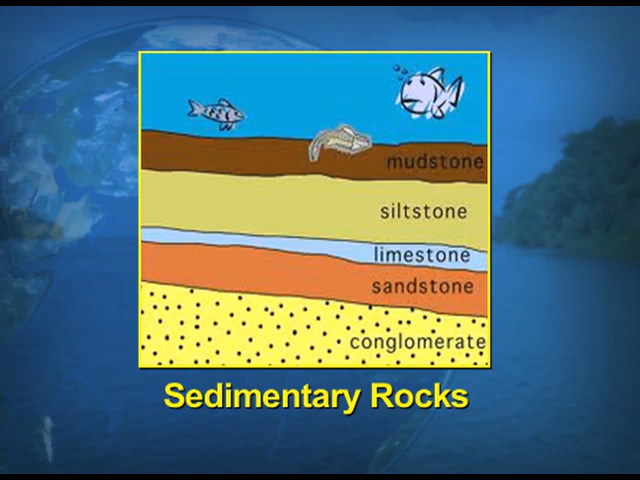 mudstone
siltstone
limestone
sandstone
conglomerate
Sedimentary Rocks